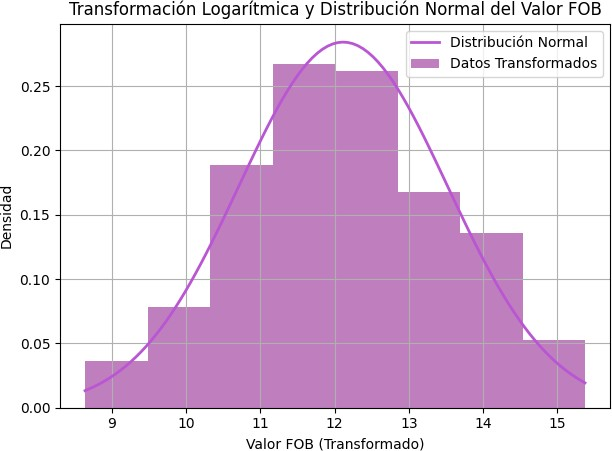 Transformación Logarítmica y Distribución Normal del Valor FOB
Distribución Normal
Datos Transformados
Densidad
0.25
0.20
0.15
0.10
0.05
0.00
9 10 11 12 13 14 15
Valor FOB (Transformado)